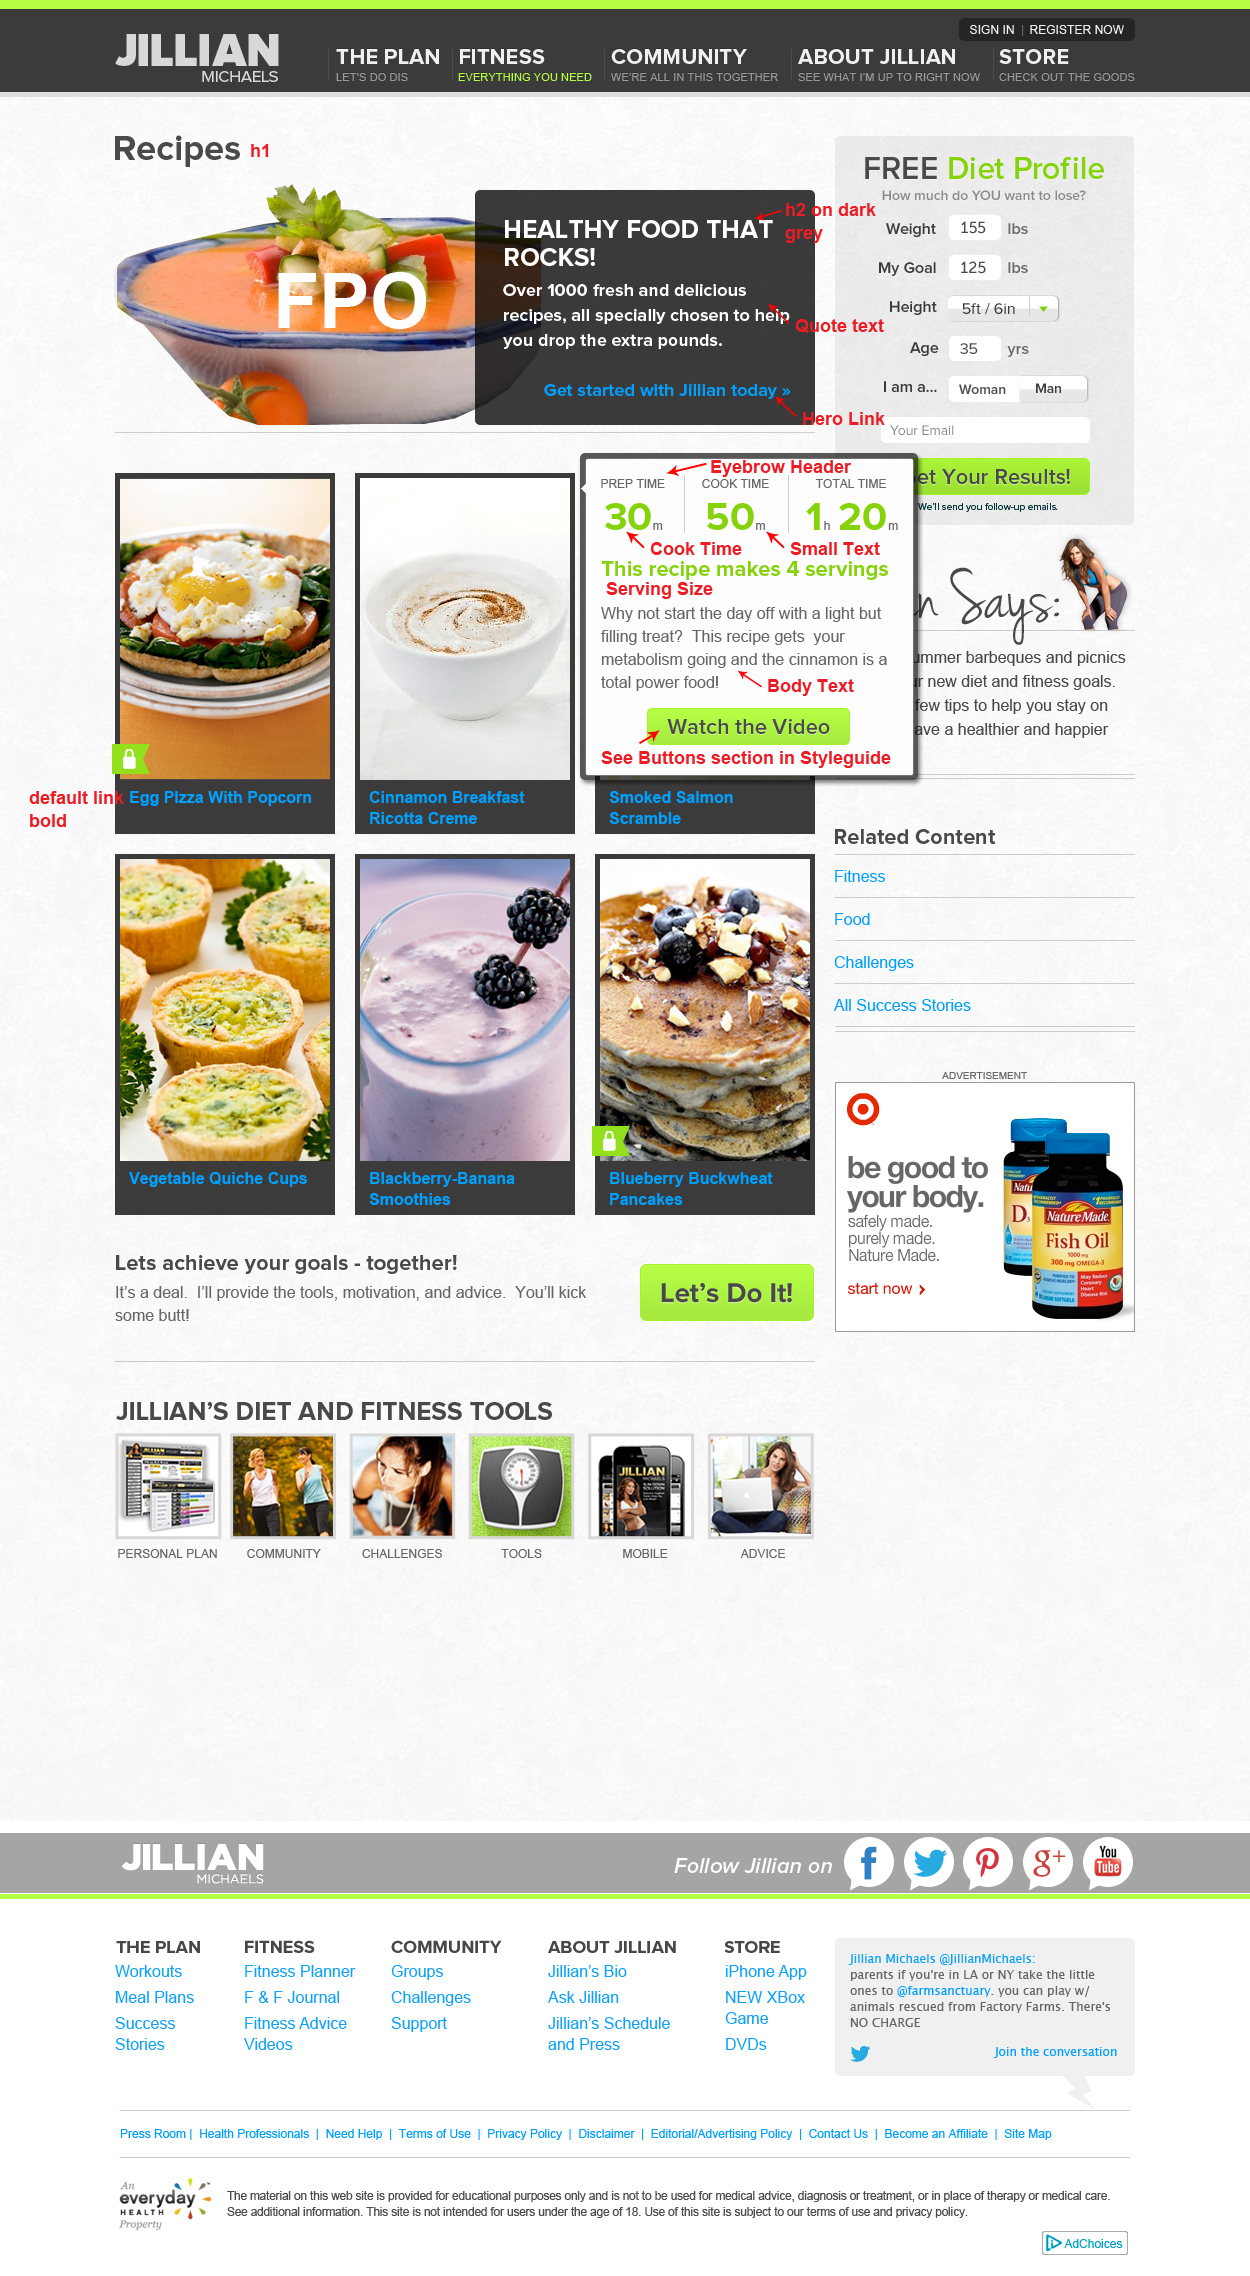 SIGN IN | REGISTER NOW
JILLIAN
MICHAELS
THE PLAN
LET'S DO DIS
FITNESS
EVERYTHING YOU NEED
COMMUNITY
WE'RE ALL IN THIS TOGETHER
ABOUT JILLIAN
SEE WHAT I'M UP TO RIGHT NOW
STORE
CHECK OUT THE GOODS
Recipes h1
FPO
HEALTHY FOOD THAT
ROCKS!
h2 on dark
grey
Over 1000 fresh and delicious
recipes, all specially chosen to help
you drop the extra pounds.
Quote text
Get started with Jillian today »
Hero Link
FREE Diet Profile
How much do YOU want to lose?
Weight 155 lbs
My Goal 125 lbs
Height 5ft / 6in
Age 35 yrs
I am a... Woman Man
Your Email
et Your Results!
We'll send you follow-up emails.
Eyebrow Header
PREP TIME COOK TIME TOTAL TIME
30m 50m 1h 20m
Cook Time Small Text
This recipe makes 4 servings
Serving Size
Why not start the day off with a light but
filling treat? This recipe gets your
metabolism going and the cinnamon is a
total power food!
Body Text
Watch the Video
See Buttons section in Styleguide
n Says:
ummer barbeques and picnics
ur new diet and fitness goals.
few tips to help you stay on
ave a healthier and happier
default link
bold
Egg Pizza With Popcorn
Cinnamon Breakfast
Ricotta Creme
Smoked Salmon
Scramble
Related Content
Fitness
Food
Challenges
All Success Stories
Vegetable Quiche Cups
Blackberry-Banana
Smoothies
Blueberry Buckwheat
Pancakes
ADVERTISEMENT
be good to
your body.
safely made.
purely made.
Nature Made.
start now
Natu
D3
Nature Made
Fish Oil
1000 mg
300 mg OMEGA-3
Lets achieve your goals - together!
It's a deal. I'll provide the tools, motivation, and advice. You'll kick
some butt!
Let's Do It!
JILLIAN'S DIET AND FITNESS TOOLS
JILLIAN
MICHAELS
PERSONAL PLAN
COMMUNITY
CHALLENGES
TOOLS
MOBILE
ADVICE
JILLIAN
MICHAELS
Follow Jillian on
f
g+
You
Tube
THE PLAN
Workouts
Meal Plans
Success
Stories
FITNESS
Fitness Planner
F & F Journal
Fitness Advice
Videos
COMMUNITY
Groups
Challenges
Support
ABOUT JILLIAN
Jillian's Bio
Ask Jillian
Jillian's Schedule
and Press
STORE
iPhone App
NEW XBox
Game
DVDs
Jillian Michaels @JillianMichaels:
parents if you're in LA or NY take the little
ones to @farmsanctuary. you can play w/
animals rescued from Factory Farms. There's
NO CHARGE
Join the conversation
Press Room | Health Professionals | Need Help | Terms of Use | Privacy Policy | Disclaimer | Editorial/Advertising Policy | Contact Us | Become an Affiliate | Site Map
An
everyday
HEALTH
Property
The material on this web site is provided for educational purposes only and is not to be used for medical advice, diagnosis or treatment, or in place of therapy or medical care.
See additional information. This site is not intended for users under the age of 18. Use of this site is subject to our terms of use and privacy policy.
AdChoices